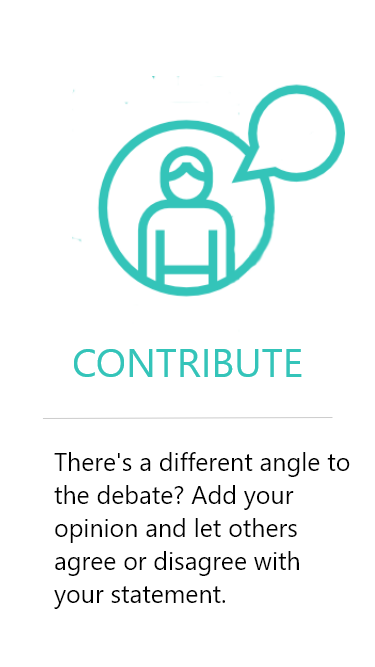 CONTRIBUTE
There's a different angle to
the debate? Add your
opinion and let others
agree or disagree with
your statement.